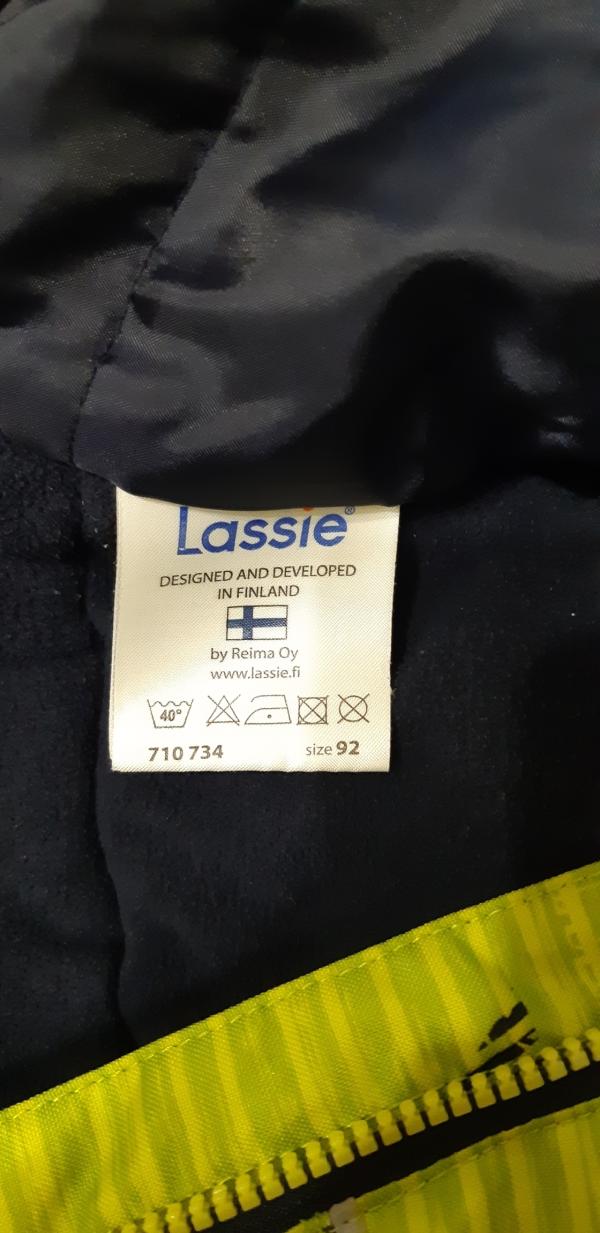 Lassie®
DESIGNED AND DEVELOPED
IN FINLAND
by Reima Oy
www.lassie.fi
40°
710 734 size 92